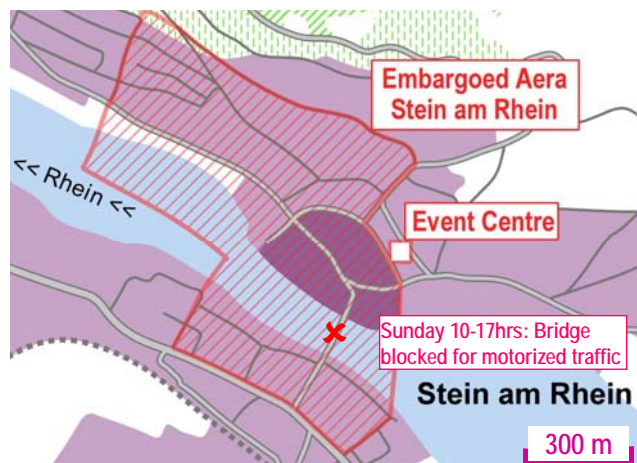 Embargoed Aera
Stein am Rhein
<< Rhein <<
Event Centre
Sunday 10-17hrs: Bridge
blocked for motorized traffic
Stein am Rhein
300 m